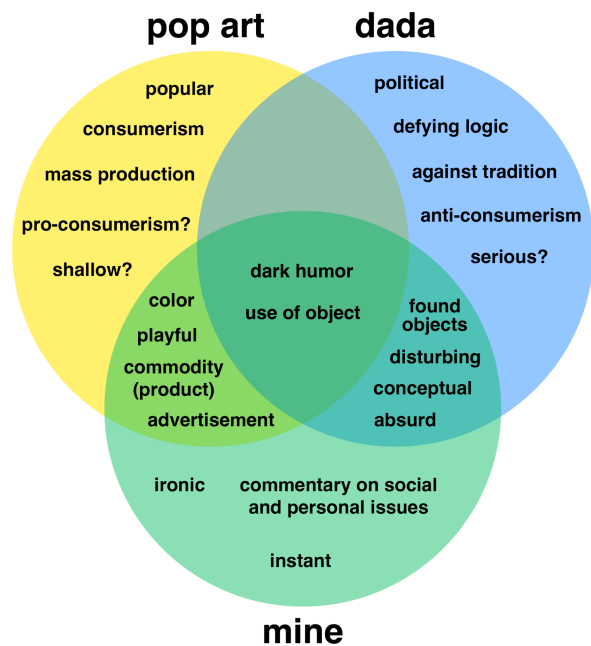 pop art
dada
popular
consumerism
mass production
pro-consumerism?
shallow?
political
defying logic
against tradition
anti-consumerism
serious?
dark humor
use of object
color
playful
commodity
(product)
advertisement
found
objects
disturbing
conceptual
absurd
ironic
commentary on social
and personal issues
instant
mine